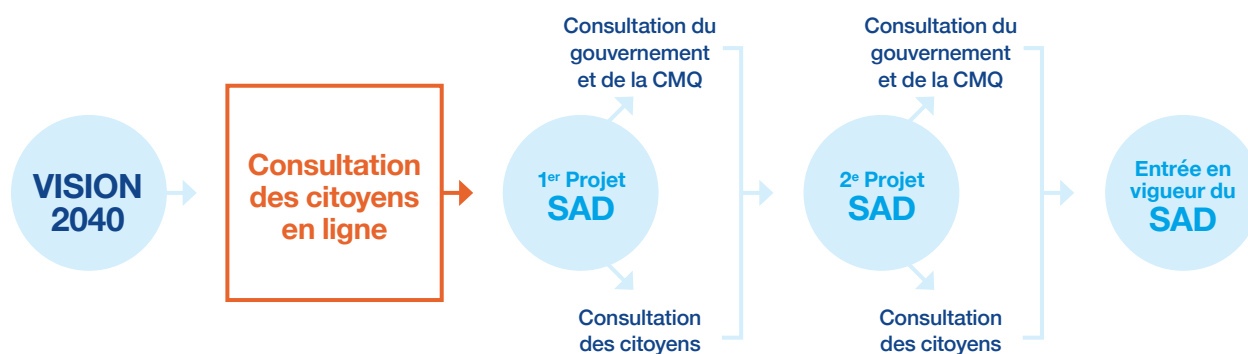 VISION
2040
Consultation
des citoyens
en ligne
1er Projet
SAD
Consultation du
gouvernement
et de la CMQ
Consultation
des citoyens
2e Projet
SAD
Consultation du
gouvernement
et de la CMQ
Consultation
des citoyens
Entrée en
vigueur du
SAD